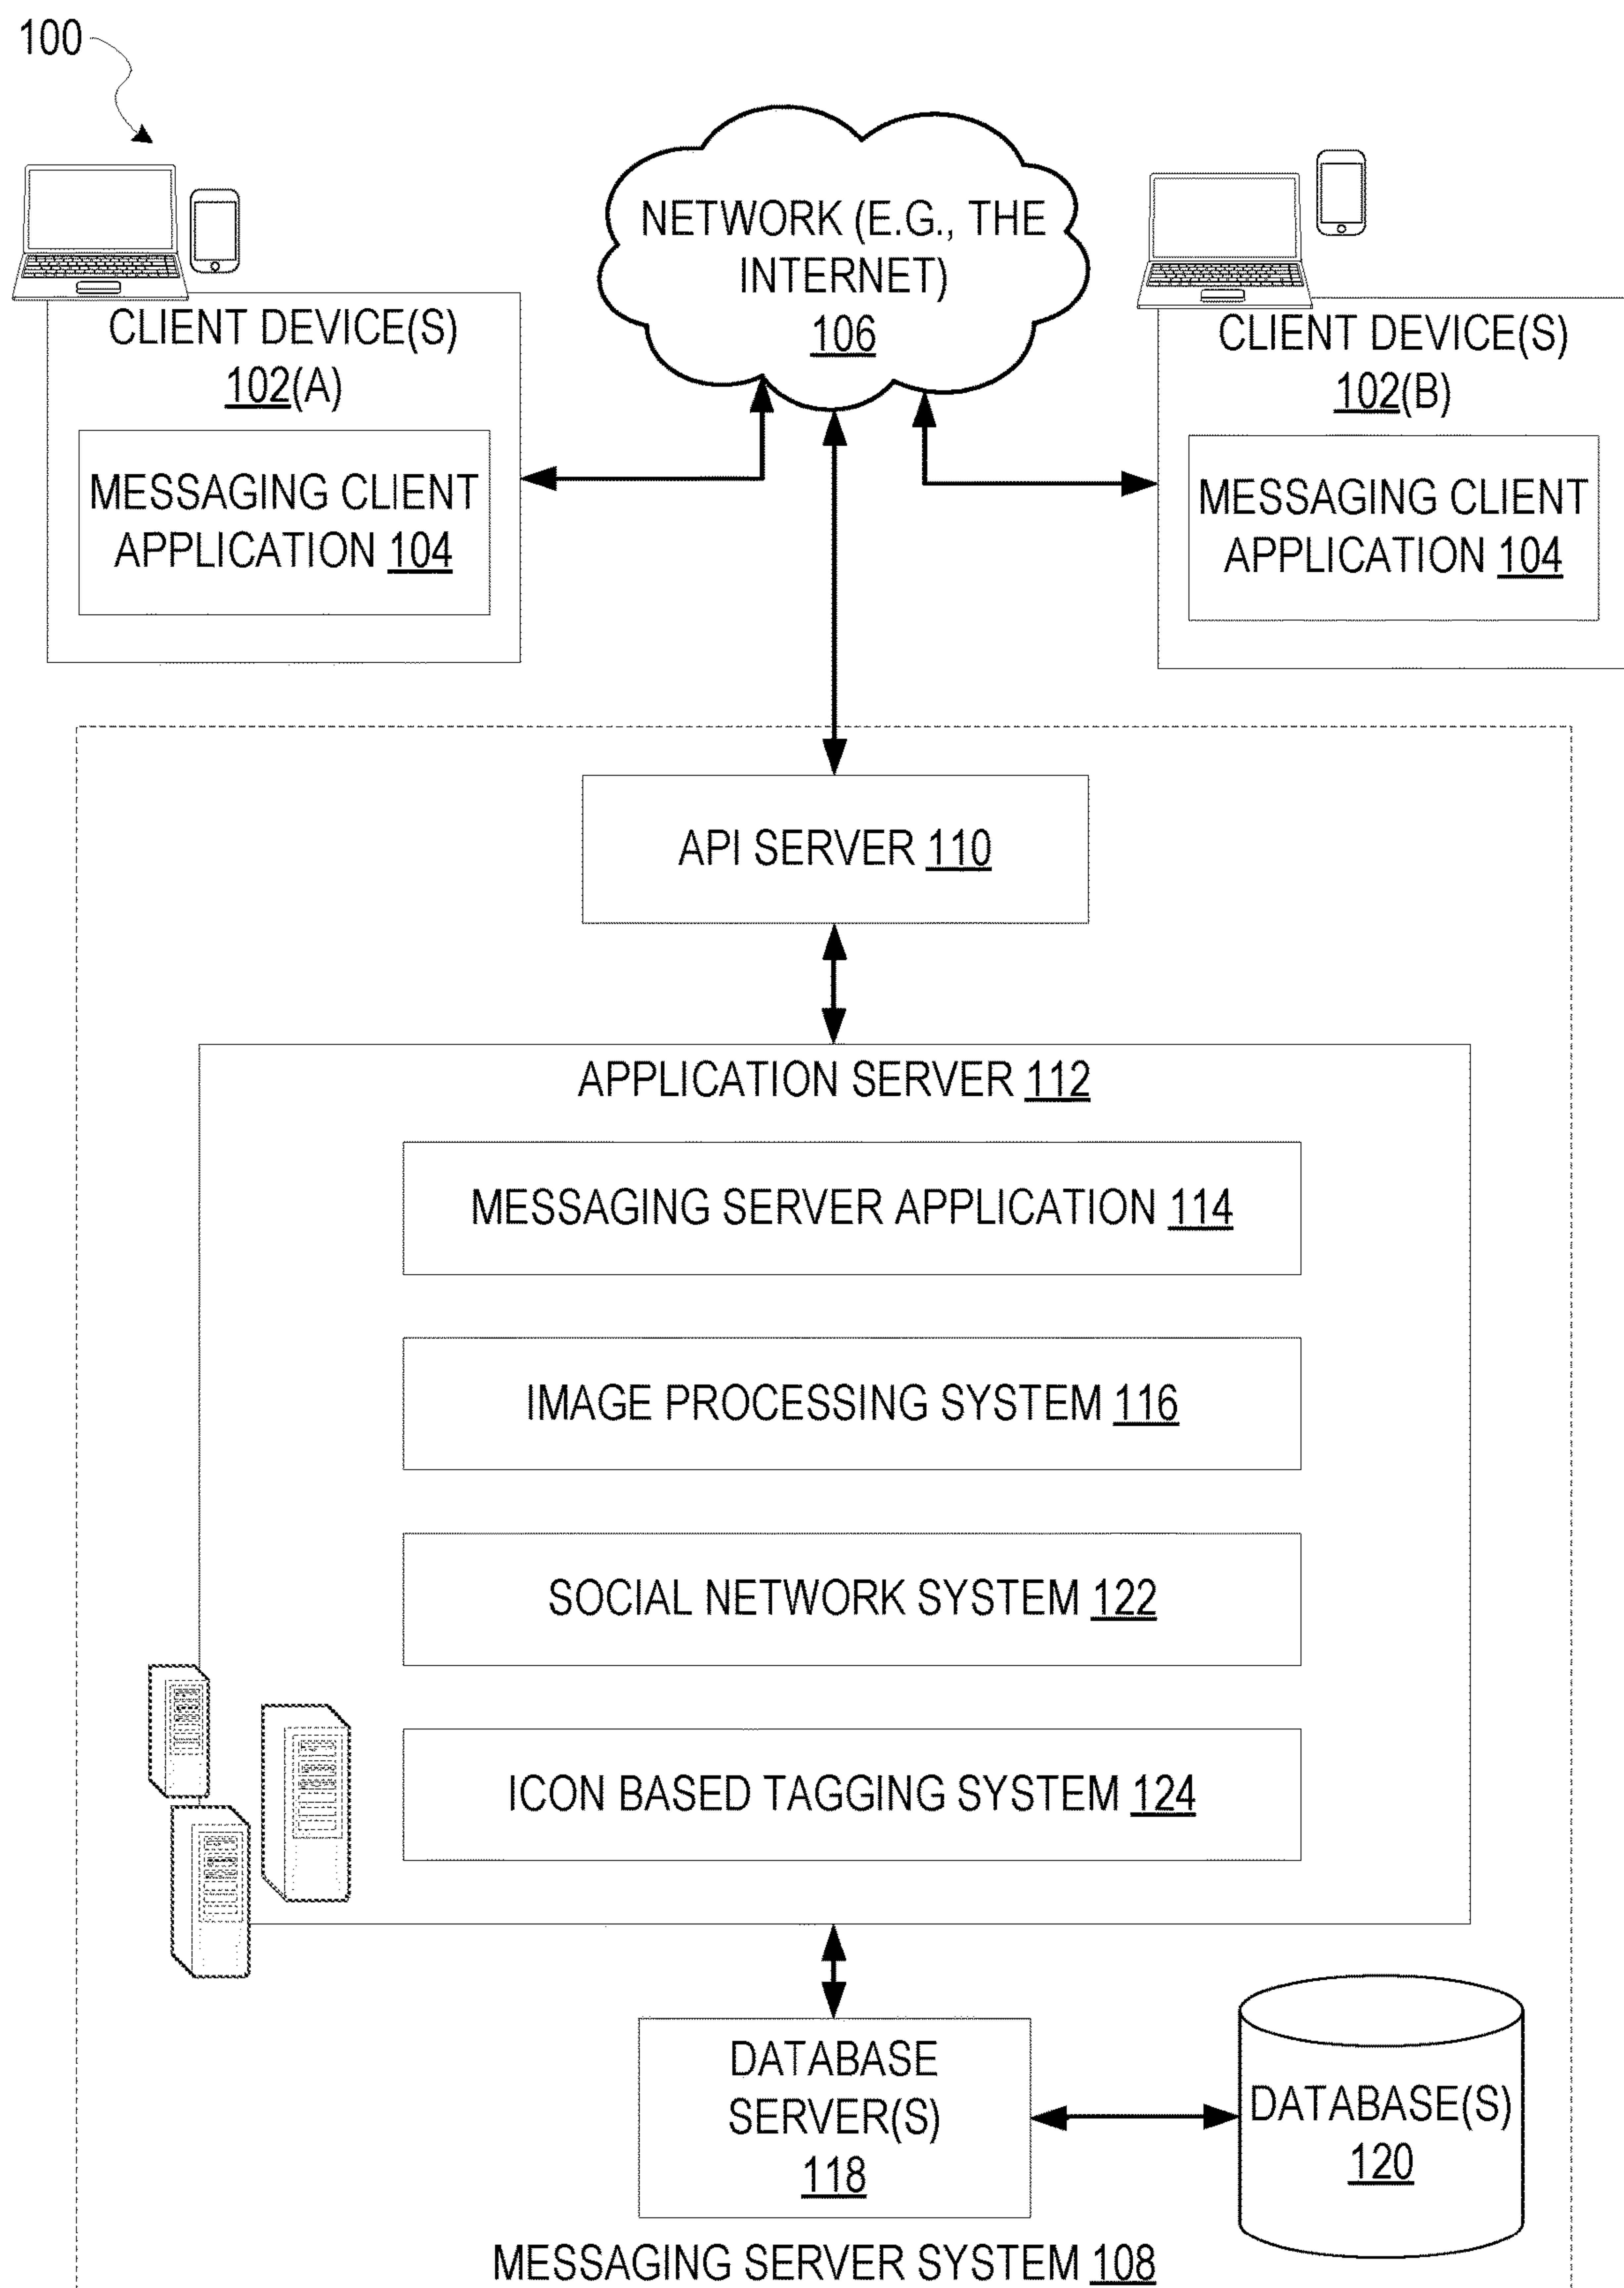 100
NETWORK (E.G., THE
INTERNET)
106
CLIENT DEVICE(S)
102(A)
MESSAGING CLIENT
APPLICATION 104
CLIENT DEVICE(S)
102(B)
MESSAGING CLIENT
APPLICATION 104
API SERVER 110
APPLICATION SERVER 112
MESSAGING SERVER APPLICATION 114
IMAGE PROCESSING SYSTEM 116
SOCIAL NETWORK SYSTEM 122
ICON BASED TAGGING SYSTEM 124
DATABASE
SERVER(S)
118
DATABASE(S)
120
MESSAGING SERVER SYSTEM 108